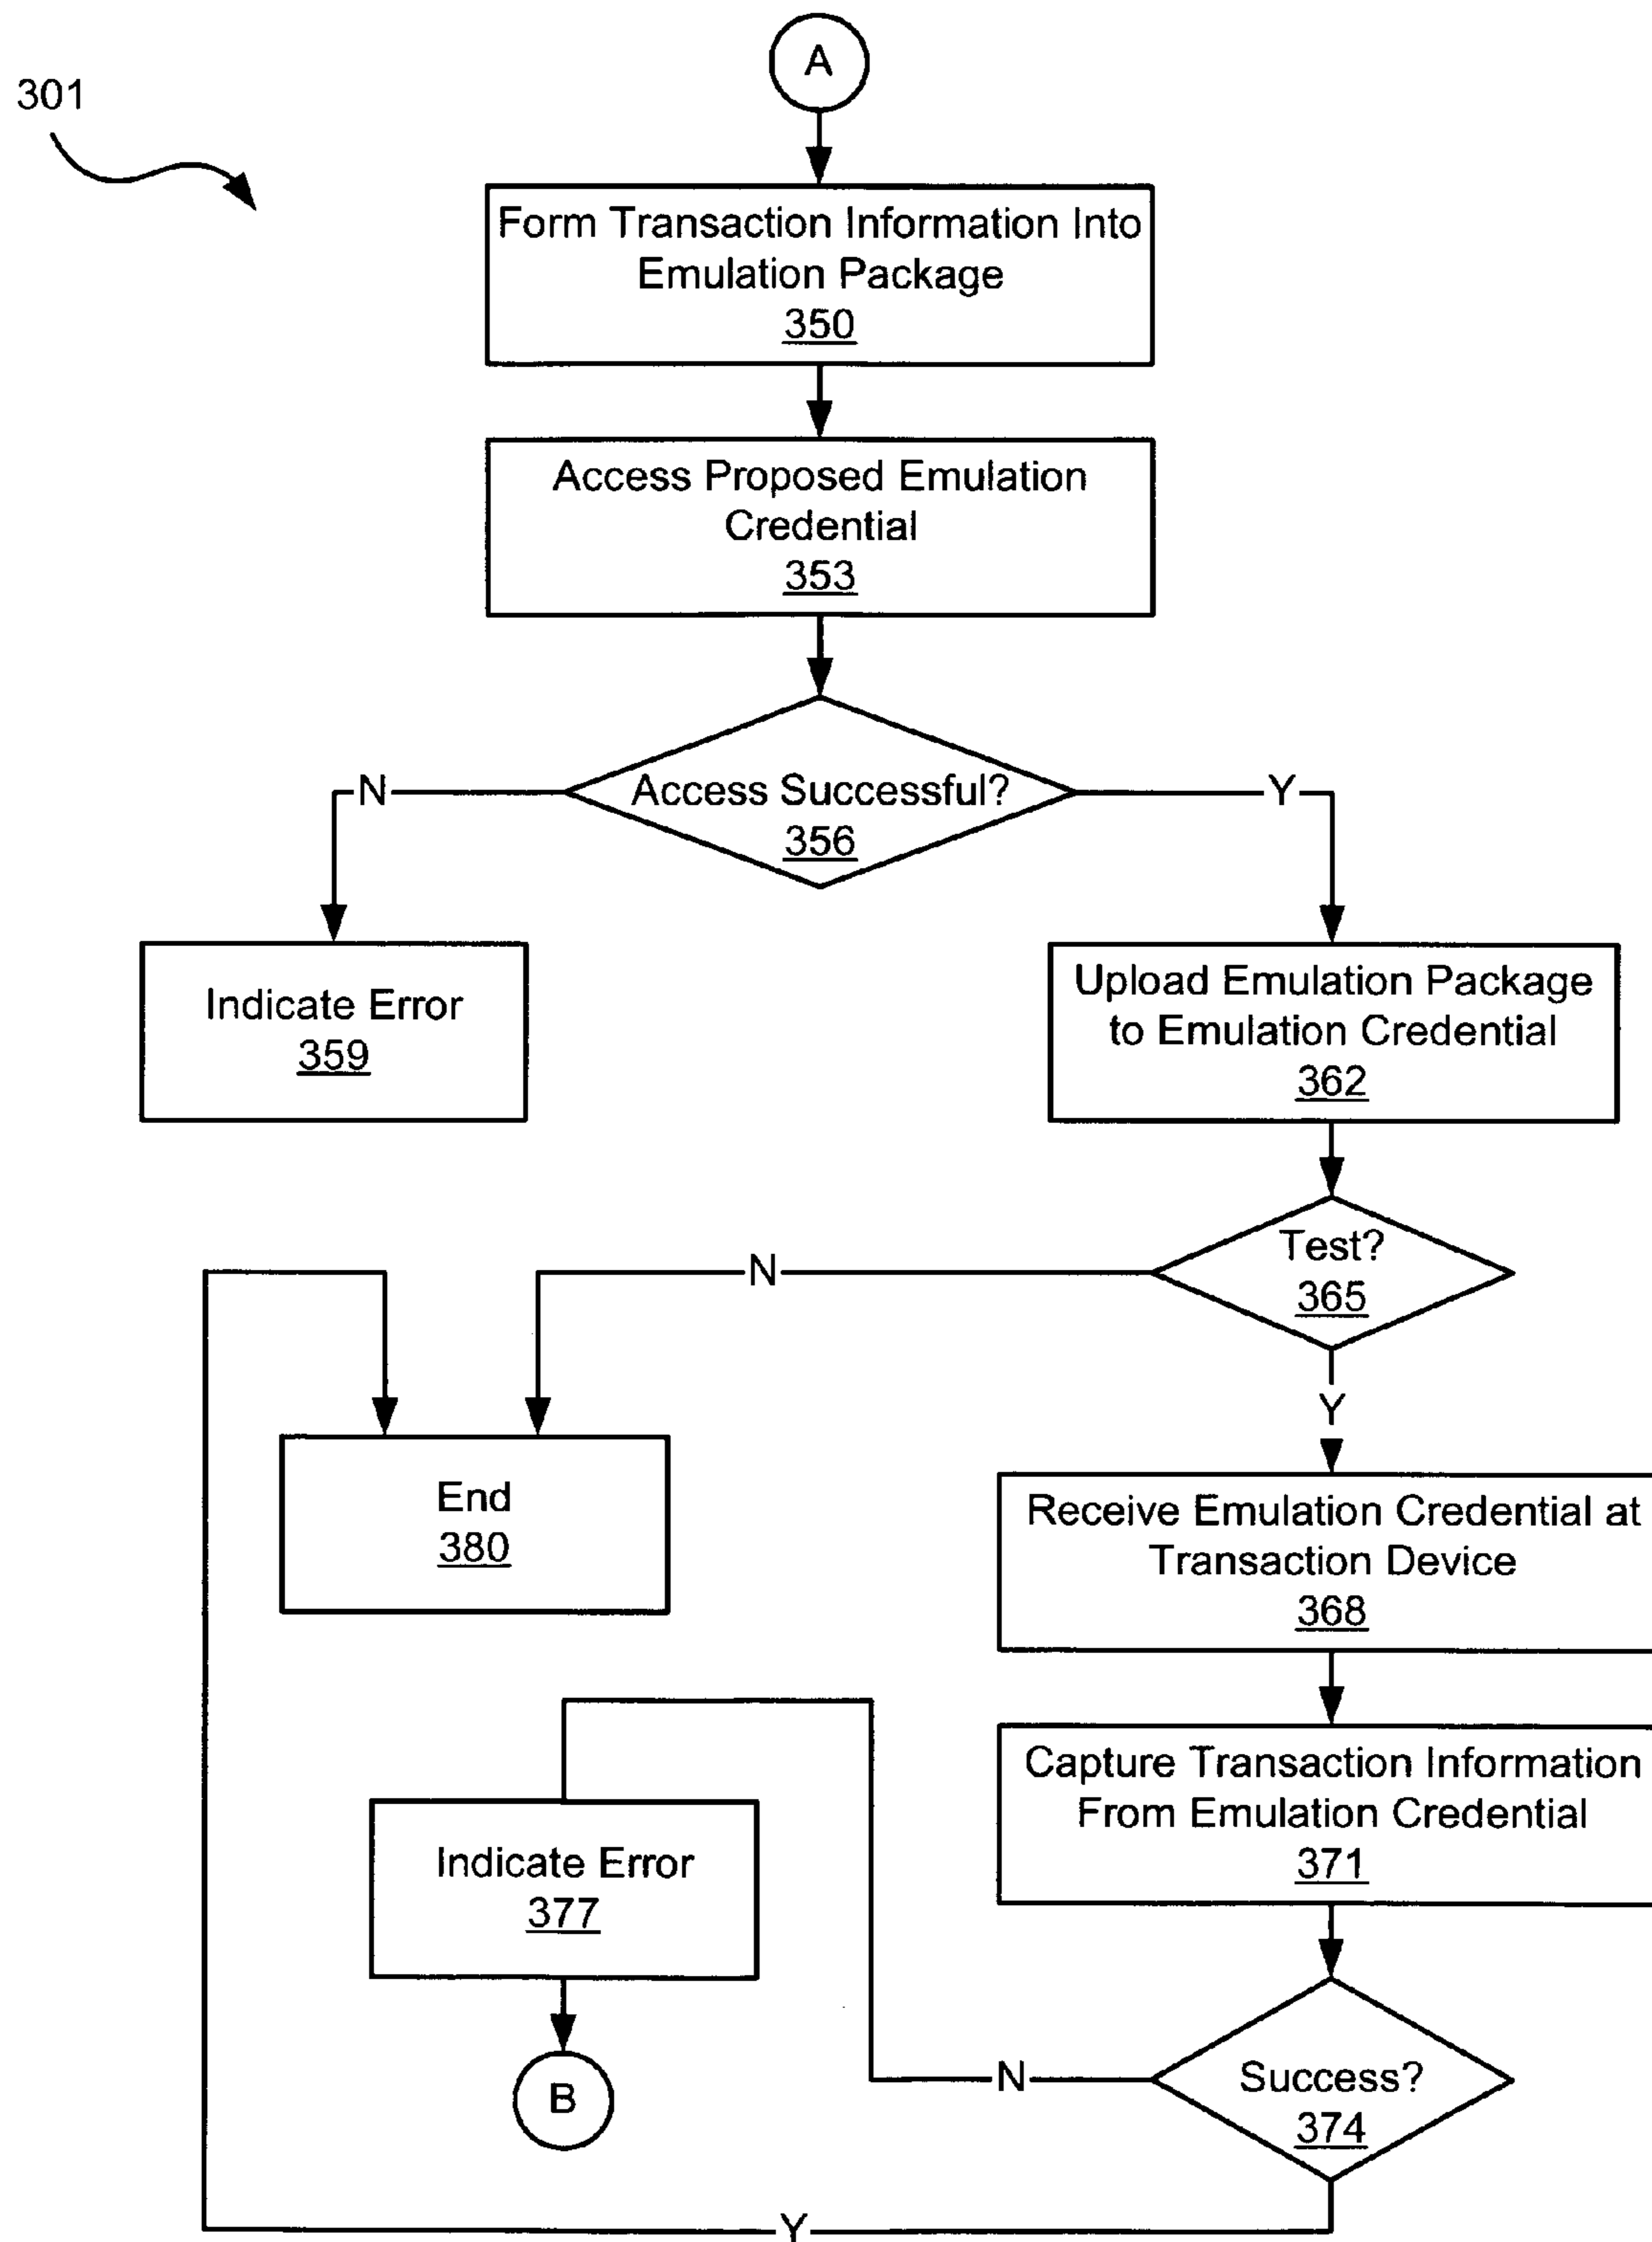 A
301
Form Transaction Information Into
Emulation Package
350
Access Proposed Emulation
Credential
353
N
Access Successful?
356
Y
Indicate Error
359
Upload Emulation Package
to Emulation Credential
362
N
Test?
365
Y
End
380
Receive Emulation Credential at
Transaction Device
368
Capture Transaction Information
From Emulation Credential
371
Indicate Error
377
B
N
Success?
374
Y